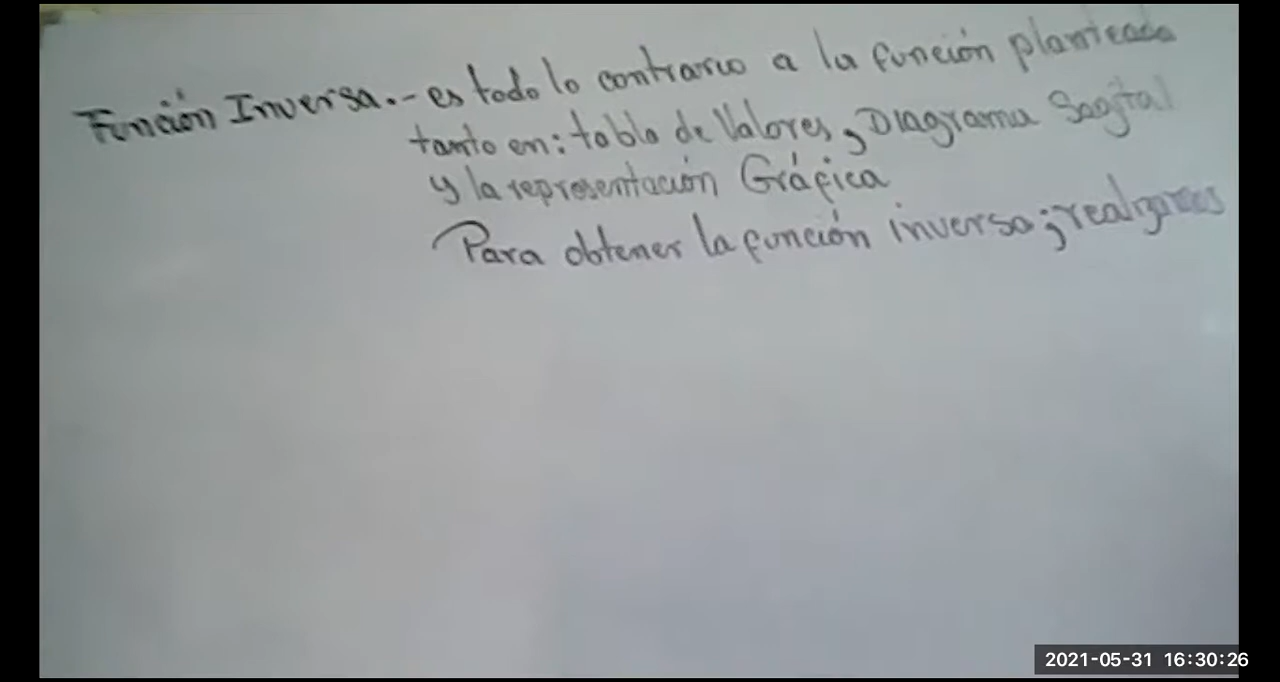 Función Inversa.- es todo lo contrario a la función planteada
tanto en: tabla de Valores, Diagrama Sagital
y la representación Gráfica
Para obtener la función inversa; realizamos
2021-05-31 16:30:26